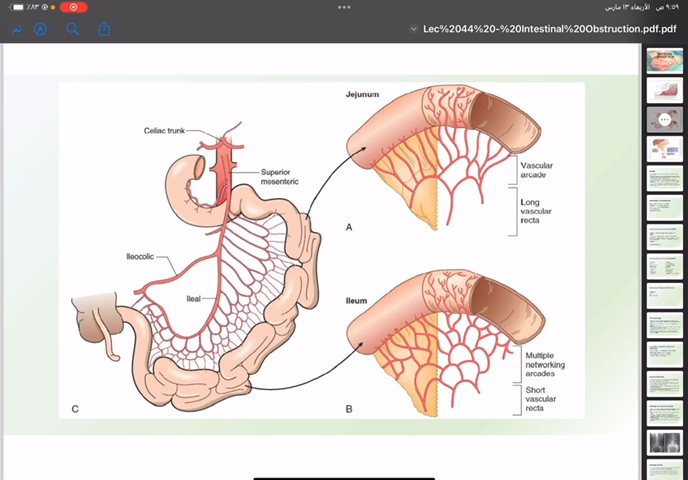 ٪٨٣
٩:٥٩ ص الأربعاء ١٣ مارس
Lec%2044%20-%20Intestinal%20Obstruction.pdf.pdf
Jejunum
Celiac trunk
Superior
mesenteric
Vascular
arcade
Long
vascular
recta
A
Ileocolic
Ileal
Ileum
Multiple
networking
arcades
Short
vascular
recta
B
C